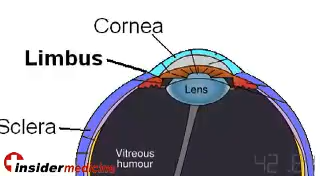 Cornea
Limbus
Lens
Sclera
Vitreous
humour
insidermedicine